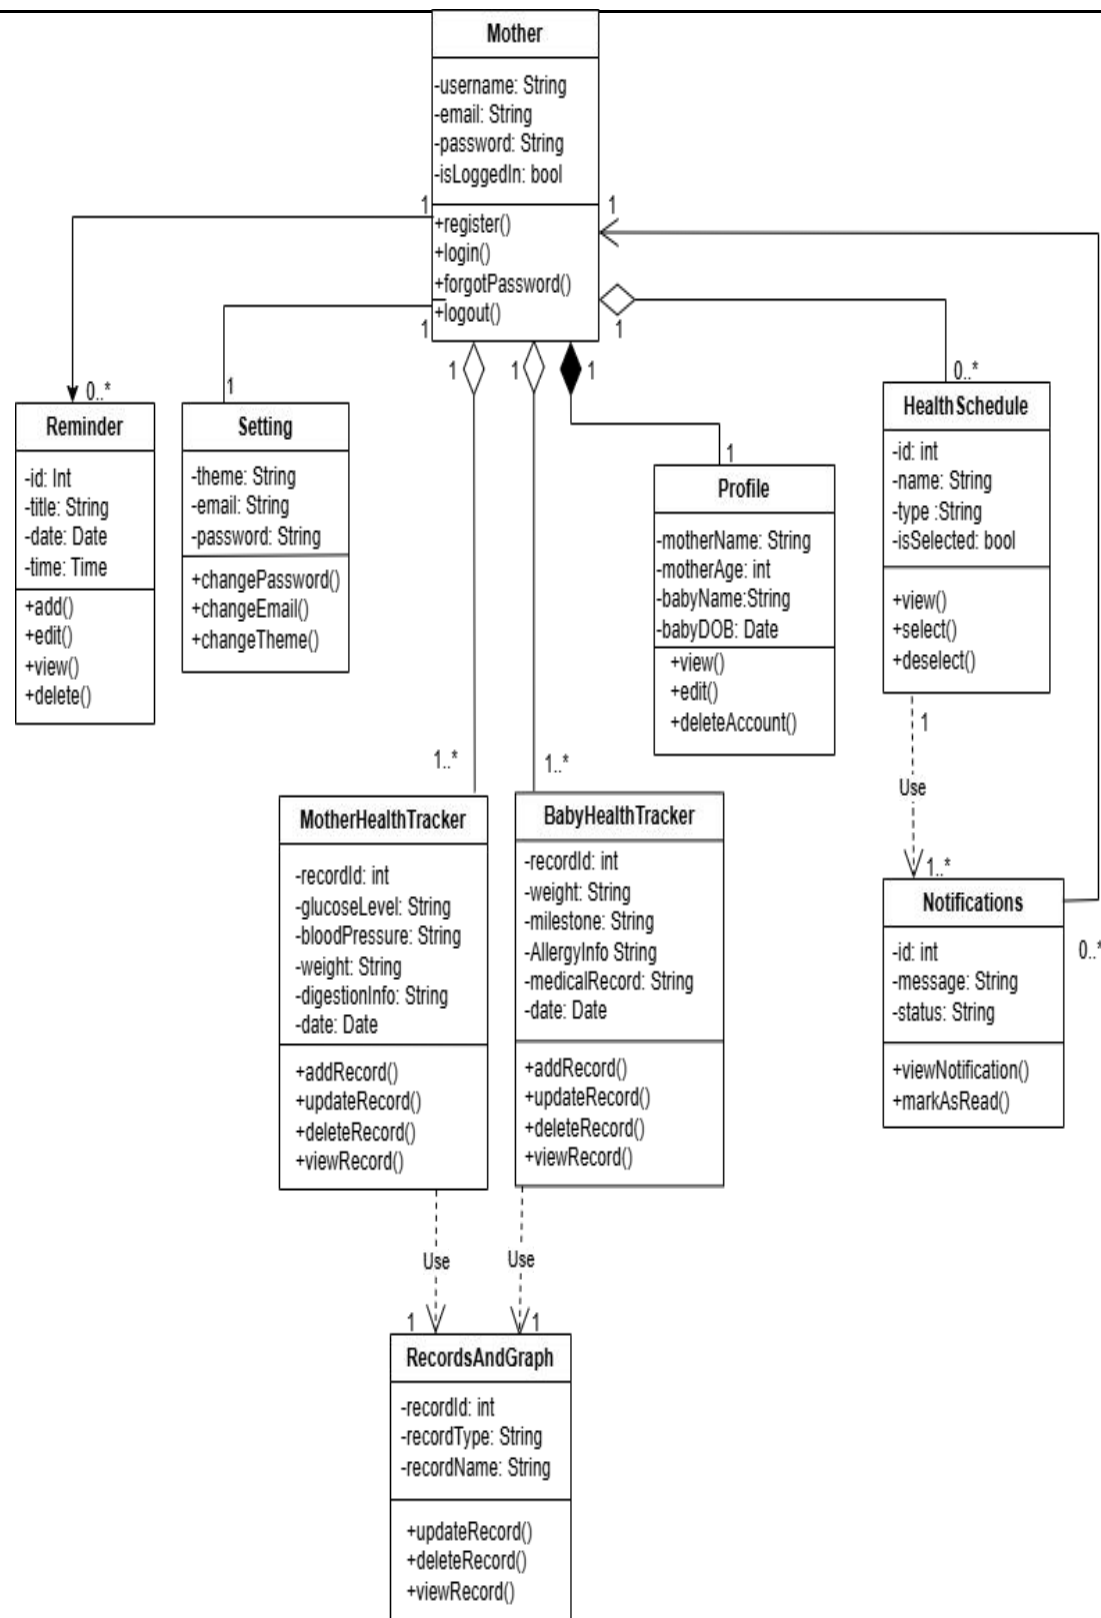 Mother
-username: String
-email: String
-password: String
-isLoggedIn: bool
+register()
+login()
+forgotPassword()
+logout()
1
1
1
1
1
1
1
0..*
1
0..*
1
1..*
1..*
Reminder
-id: Int
-title: String
-date: Date
-time: Time
+add()
+edit()
+view()
+delete()
Setting
-theme: String
-email: String
-password: String
+changePassword()
+changeEmail()
+changeTheme()
Profile
-motherName: String
-motherAge: int
-babyName:String
-babyDOB: Date
+view()
+edit()
+deleteAccount()
HealthSchedule
-id: int
-name: String
-type :String
-isSelected: bool
+view()
+select()
+deselect()
1
Use
1..*
MotherHealthTracker
-recordId: int
-glucoseLevel: String
-bloodPressure: String
-weight: String
-digestionInfo: String
-date: Date
+addRecord()
+updateRecord()
+deleteRecord()
+viewRecord()
BabyHealthTracker
-recordId: int
-weight: String
-milestone: String
-AllergyInfo String
-medicalRecord: String
-date: Date
+addRecord()
+updateRecord()
+deleteRecord()
+viewRecord()
Notifications
-id: int
-message: String
-status: String
+viewNotification()
+markAsRead()
0..*
Use
Use
1
1
RecordsAndGraph
-recordId: int
-recordType: String
-recordName: String
+updateRecord()
+deleteRecord()
+viewRecord()